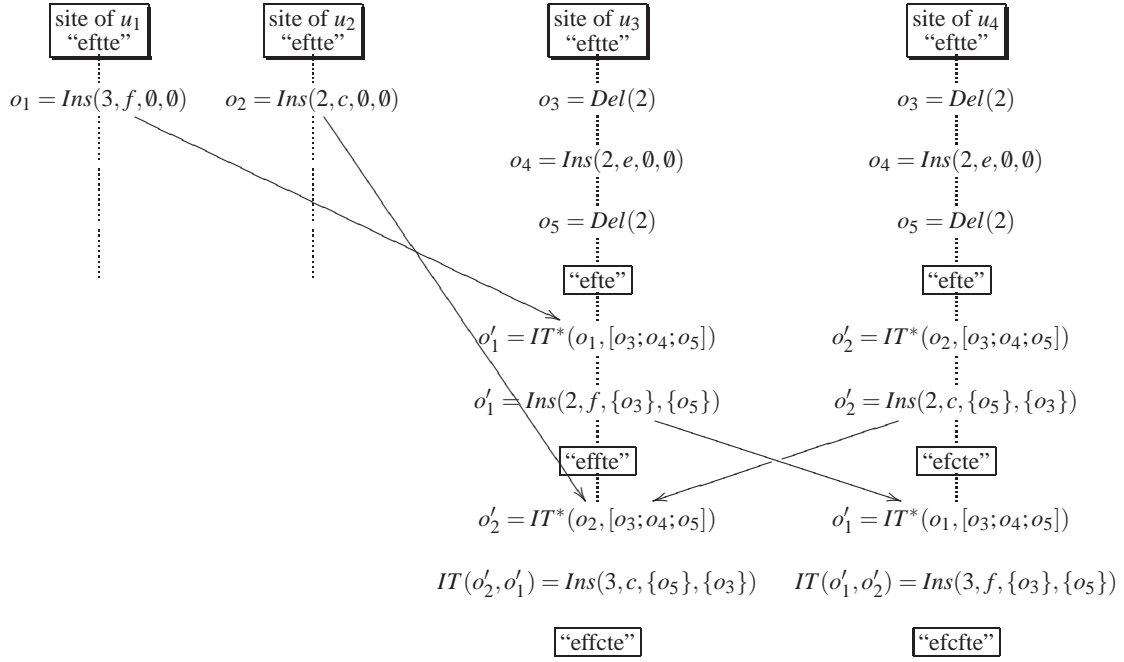 site of u₁ site of u₂ site of u₃ site of u₄
“eftte” “eftte” “eftte” “eftte”
o₁ = Ins(3, f, ∅, ∅) o₂ = Ins(2, c, ∅, ∅) o₃ = Del(2) o₃ = Del(2)
o₄ = Ins(2, e, ∅, ∅) o₄ = Ins(2, e, ∅, ∅)
o₅ = Del(2) o₅ = Del(2)
“efte” “efte”
o′₁ = IT*(o₁, [o₃; o₄; o₅]) o′₂ = IT*(o₂, [o₃; o₄; o₅])
o′₁ = Ins(2, f, {o₃}, {o₅}) o′₂ = Ins(2, c, {o₅}, {o₃})
“effte” “efcte”
o′₂ = IT*(o₂, [o₃; o₄; o₅]) o′₁ = IT*(o₁, [o₃; o₄; o₅])
IT(o′₂, o′₁) = Ins(3, c, {o₅}, {o₃}) IT(o′₁, o′₂) = Ins(3, f, {o₃}, {o₅})
“effcte” “efcfte”